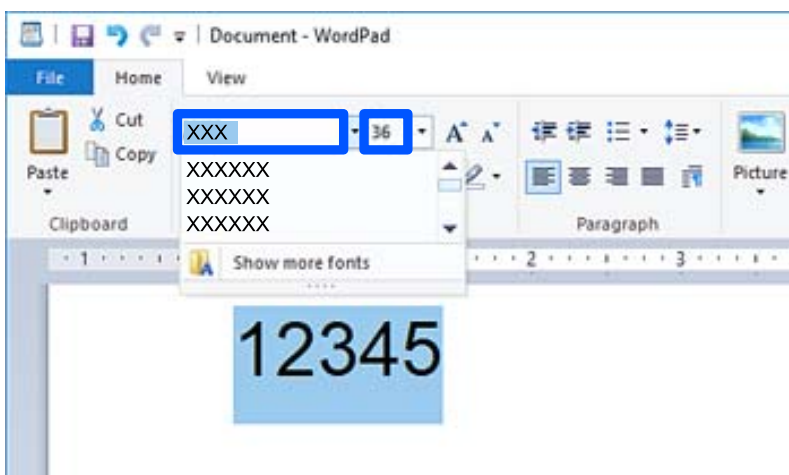 Document - WordPad
File Home View
Cut
Copy
Paste
Clipboard
XXX
36
A A
XXXXXX
XXXXXX
XXXXXX
Show more fonts
Picture
Paragraph
1 2 3
12345